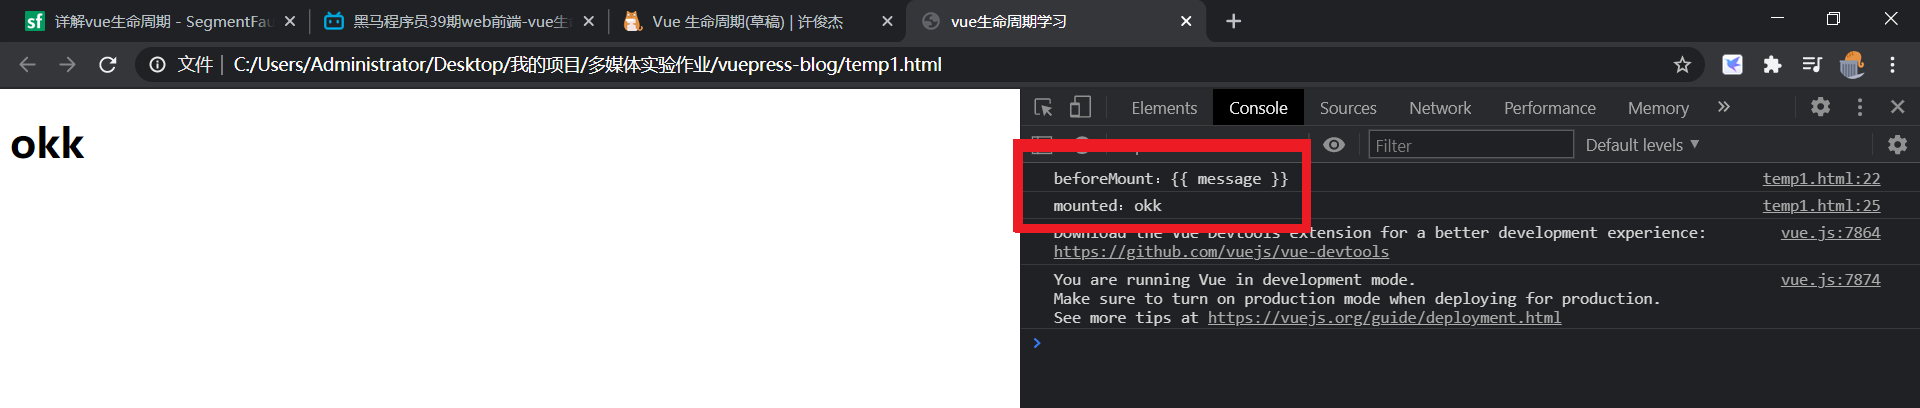 详解vue生命周期 - SegmentFau
黑马程序员39期web前端-vue生
Vue 生命周期(草稿) | 许俊杰
vue生命周期学习
文件 | C:/Users/Administrator/Desktop/我的项目/多媒体实验作业/vuepress-blog/temp1.html
okk
Elements Console Sources Network Performance Memory
Filter Default levels ▼
beforeMount：{{ message }} temp1.html:22
mounted：okk temp1.html:25
Download the Vue Devtools extension for a better development experience: vue.js:7864
https://github.com/vuejs/vue-devtools
You are running Vue in development mode. vue.js:7874
Make sure to turn on production mode when deploying for production.
See more tips at https://vuejs.org/guide/deployment.html